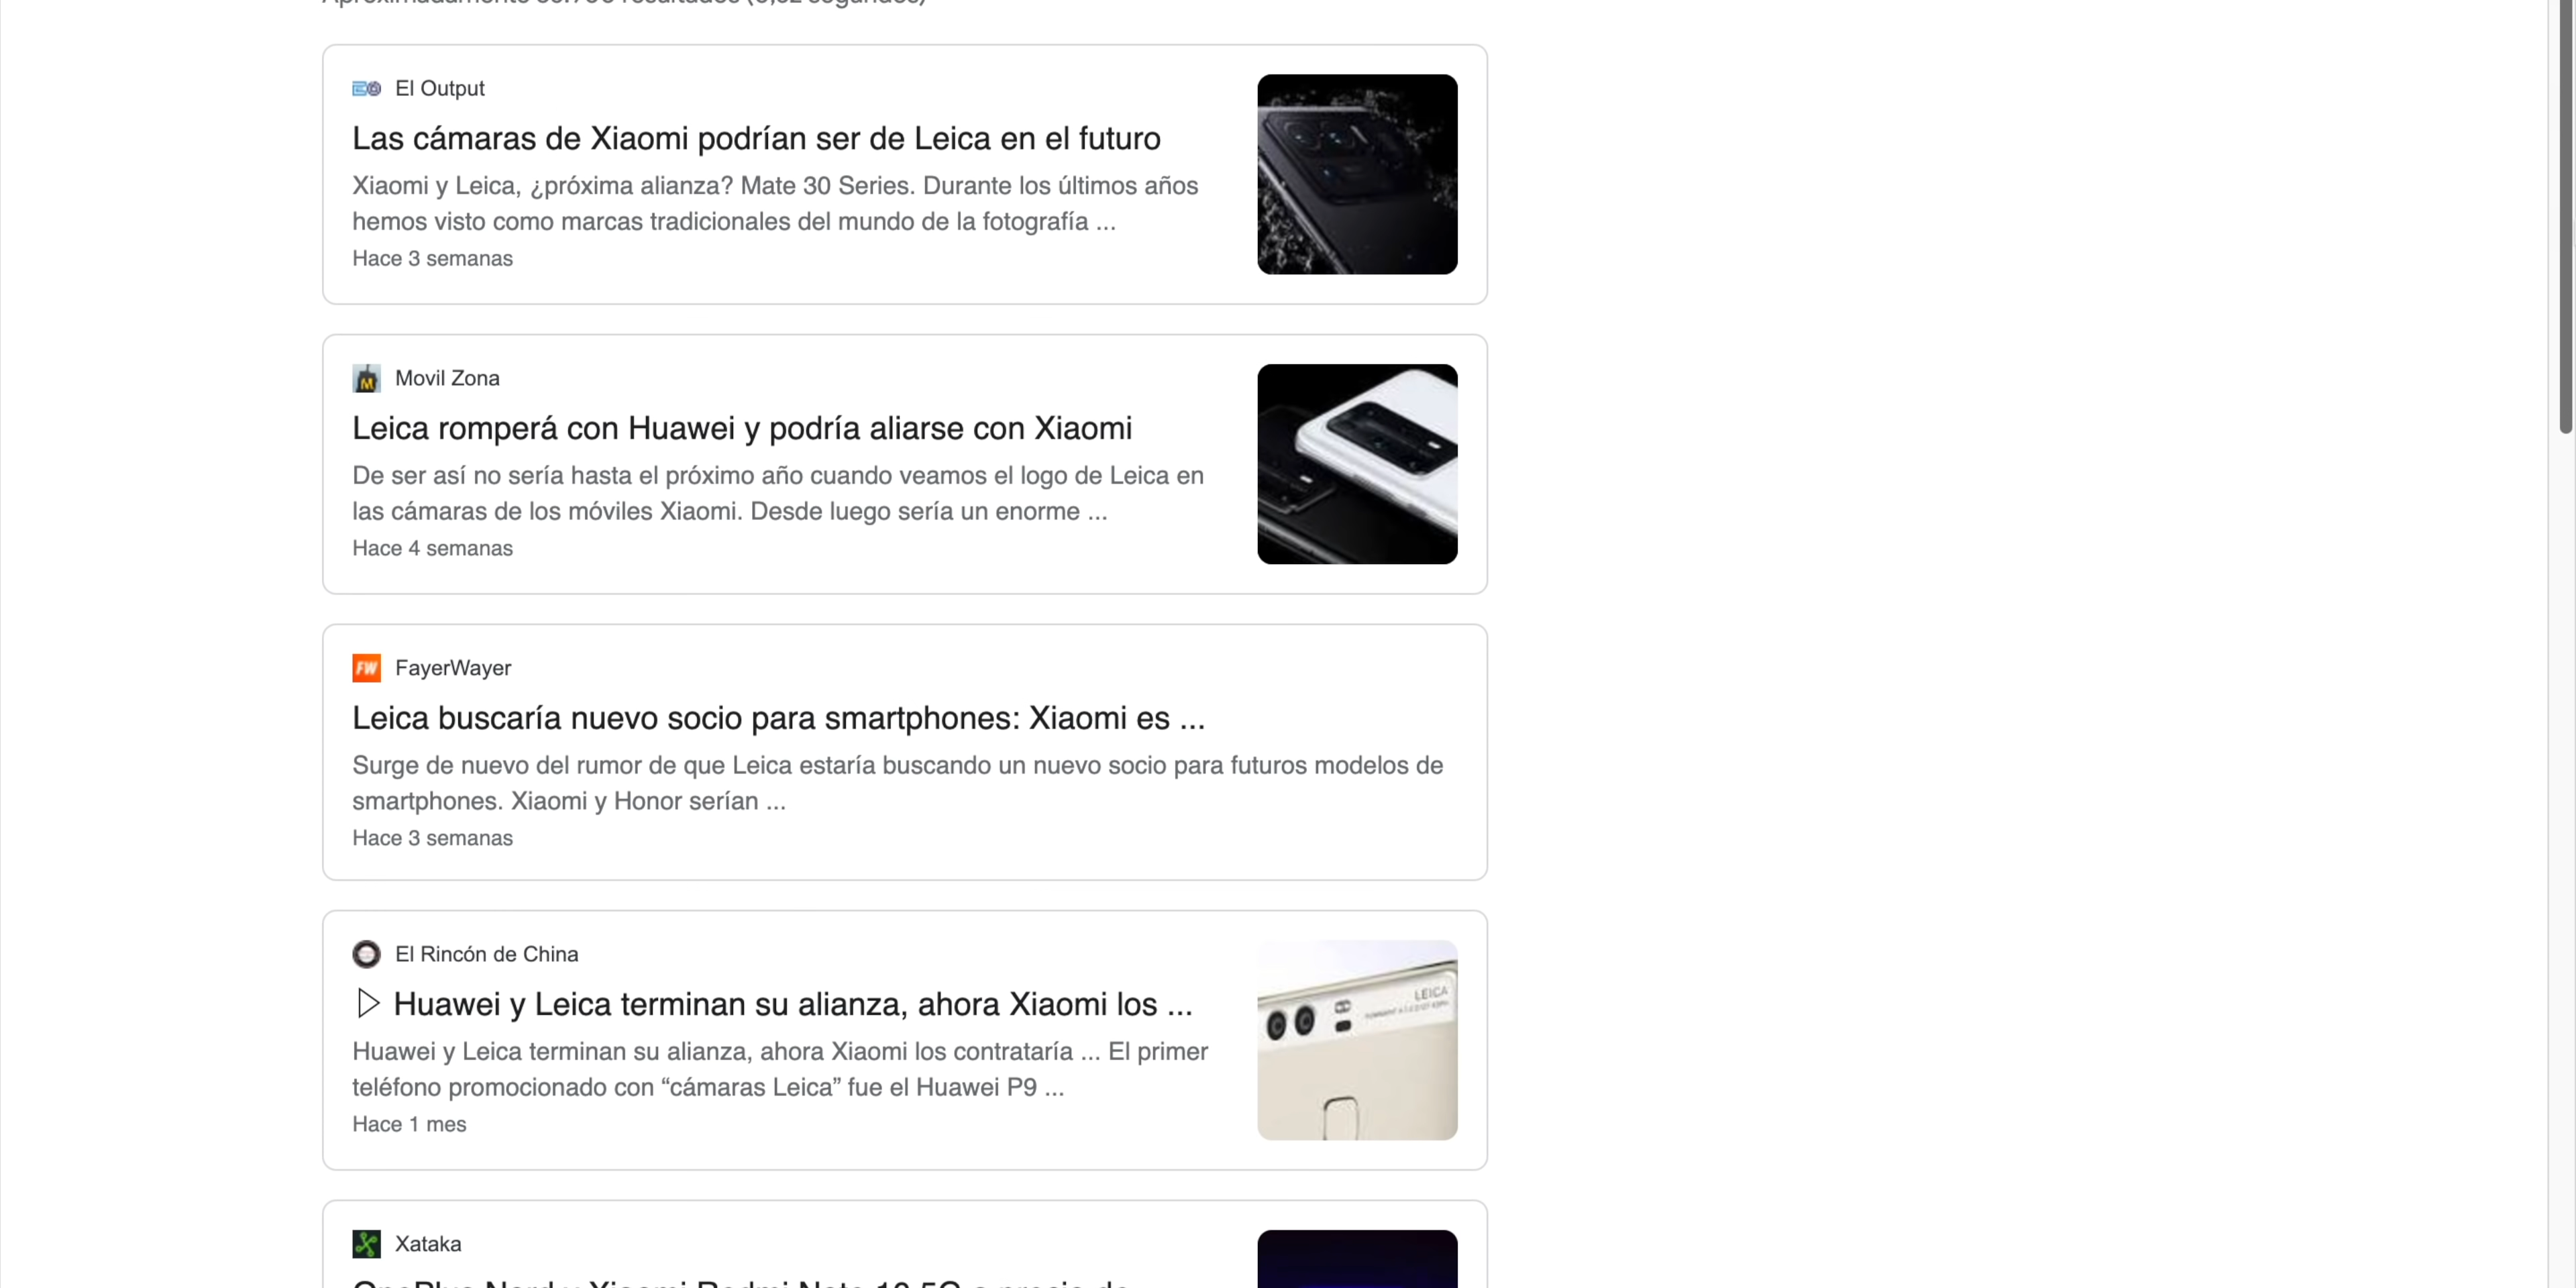 El Output
Las cámaras de Xiaomi podrían ser de Leica en el futuro
Xiaomi y Leica, ¿próxima alianza? Mate 30 Series. Durante los últimos años
hemos visto como marcas tradicionales del mundo de la fotografía ...
Hace 3 semanas
Movil Zona
Leica romperá con Huawei y podría aliarse con Xiaomi
De ser así no sería hasta el próximo año cuando veamos el logo de Leica en
las cámaras de los móviles Xiaomi. Desde luego sería un enorme ...
Hace 4 semanas
FW FayerWayer
Leica buscaría nuevo socio para smartphones: Xiaomi es ...
Surge de nuevo del rumor de que Leica estaría buscando un nuevo socio para futuros modelos de
smartphones. Xiaomi y Honor serían ...
Hace 3 semanas
El Rincón de China
▷ Huawei y Leica terminan su alianza, ahora Xiaomi los ...
Huawei y Leica terminan su alianza, ahora Xiaomi los contrataría ... El primer
teléfono promocionado con “cámaras Leica” fue el Huawei P9 ...
Hace 1 mes
LEICA
Xataka